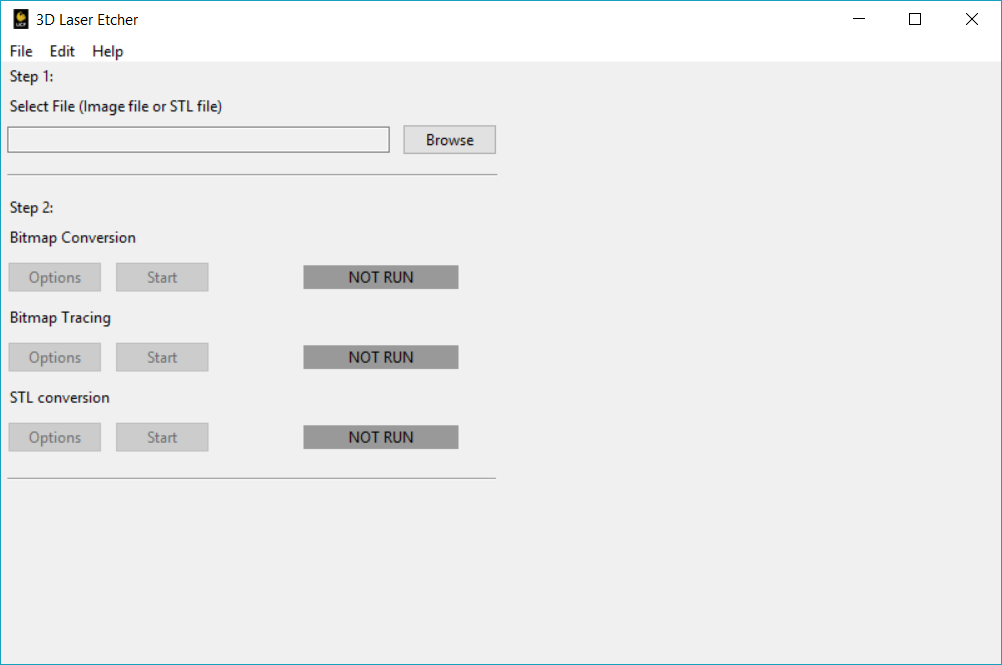 3D Laser Etcher
File Edit Help
Step 1:
Select File (Image file or STL file)
Browse
Step 2:
Bitmap Conversion
Options Start NOT RUN
Bitmap Tracing
Options Start NOT RUN
STL conversion
Options Start NOT RUN